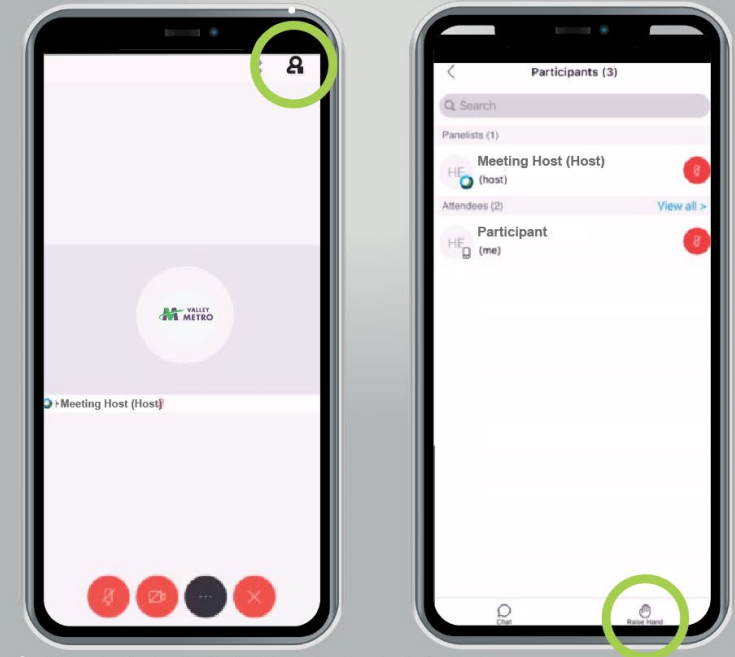 VALLEY
METRO
Meeting Host (Host)
Participants (3)
Search
Panelists (1)
HE
Meeting Host (Host)
(host)
Attendees (2)
View all >
HE
Participant
(me)
Chat
Raise Hand